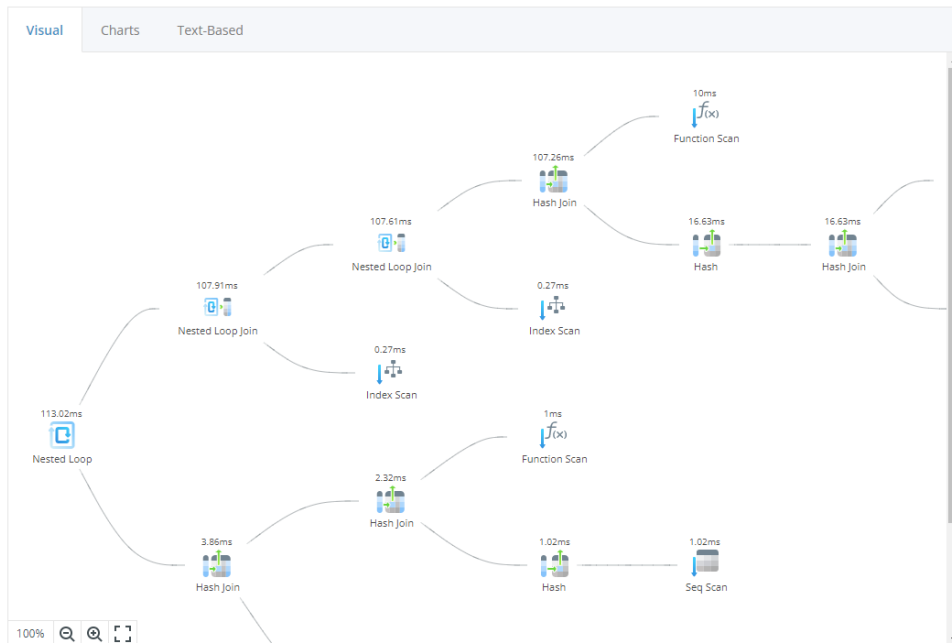 Visual Charts Text-Based
10ms
f(x)
Function Scan
107.26ms
Hash Join
107.61ms
Nested Loop Join
16.63ms
Hash
16.63ms
Hash Join
107.91ms
Nested Loop Join
0.27ms
Index Scan
0.27ms
Index Scan
113.02ms
Nested Loop
1ms
f(x)
Function Scan
2.32ms
Hash Join
3.86ms
Hash Join
1.02ms
Hash
1.02ms
Seq Scan
100%